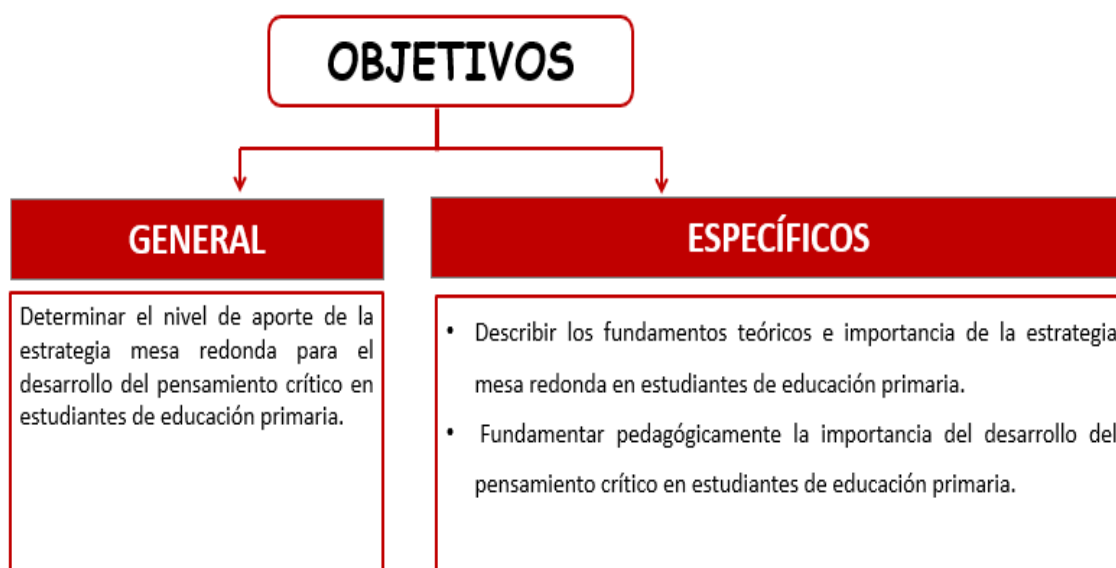 OBJETIVOS
GENERAL
Determinar el nivel de aporte de la
estrategia mesa redonda para el
desarrollo del pensamiento crítico en
estudiantes de educación primaria.
ESPECÍFICOS
• Describir los fundamentos teóricos e importancia de la estrategia
mesa redonda en estudiantes de educación primaria.
• Fundamentar pedagógicamente la importancia del desarrollo del
pensamiento crítico en estudiantes de educación primaria.